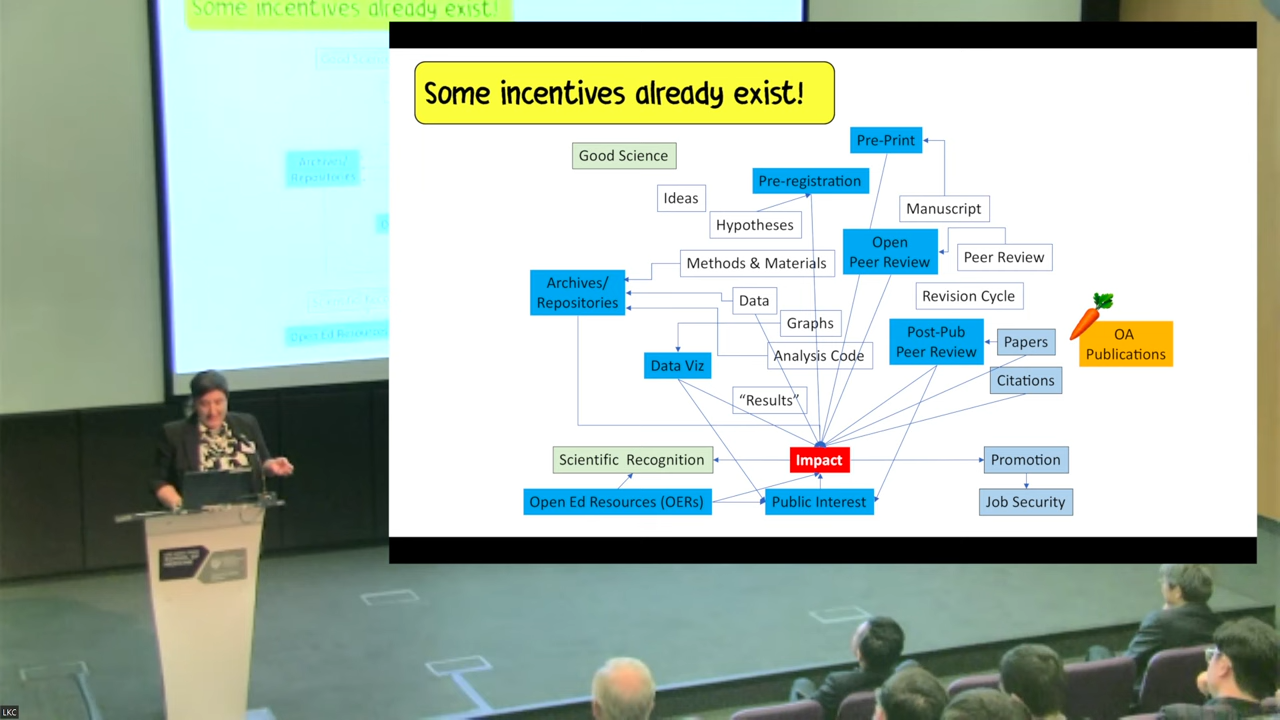 Some incentives already exist!
Some incentives already exist!
Good Science
Pre-Print
Pre-registration
Ideas
Manuscript
Hypotheses
Open
Peer Review
Peer Review
Methods & Materials
Archives/
Repositories
Archives/
Repositories
Data
Revision Cycle
Graphs
Post-Pub
Peer Review
Papers
OA
Publications
Analysis Code
Data Viz
Citations
"Results"
Scientific Recognition
Impact
Promotion
Open Ed Resources (OERs)
Public Interest
Job Security
LKC